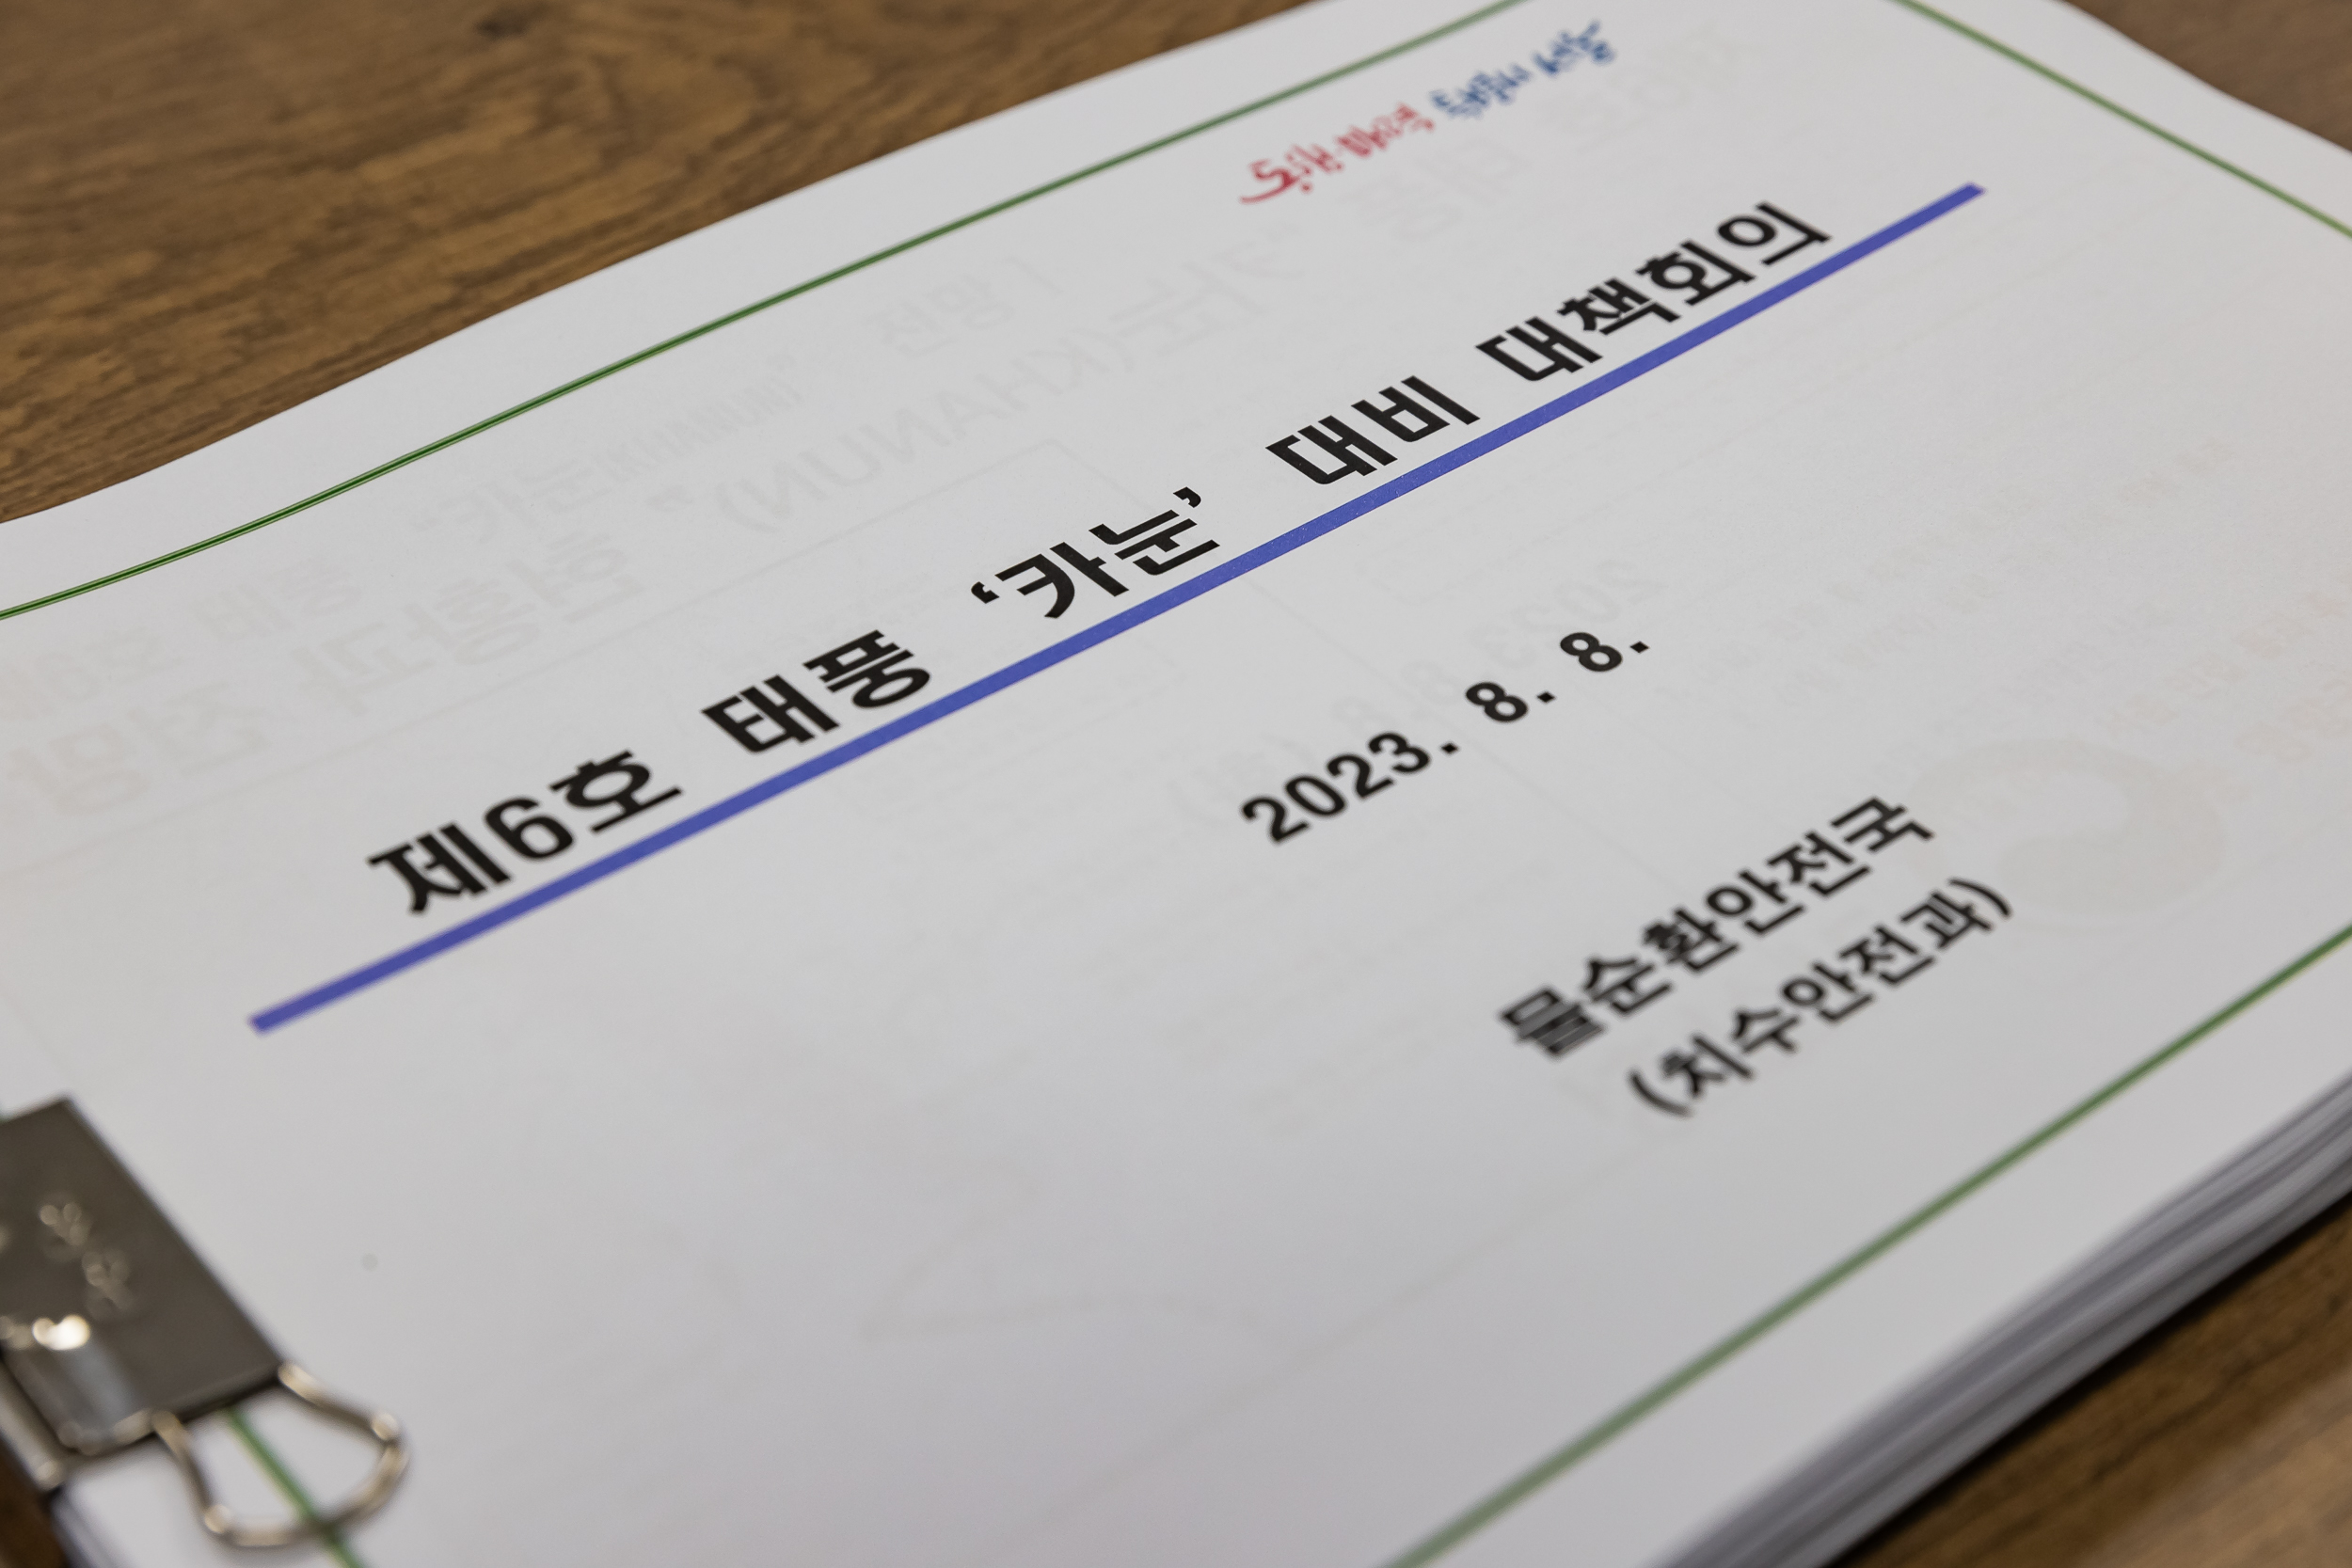 제6호 태풍 ‘카눈’ 대비 대책회의
2023. 8. 8.
물순환안전국
(치수안전과)